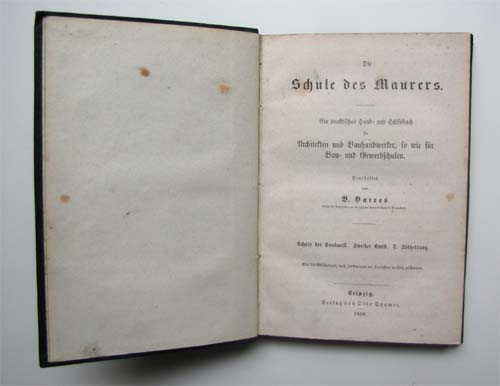 Die
Schule des Maurers.
Ein praktisches Hand- und Hülfsbuch
für
Architekten und Bauhandwerker, so wie für
Bau- und Gewerbschulen.
Bearbeitet
von
B. Harres
Schule der Baukunst. Zweiter Band. Abtheilung.
Leipzig.
Verlag von Otto Spamer.